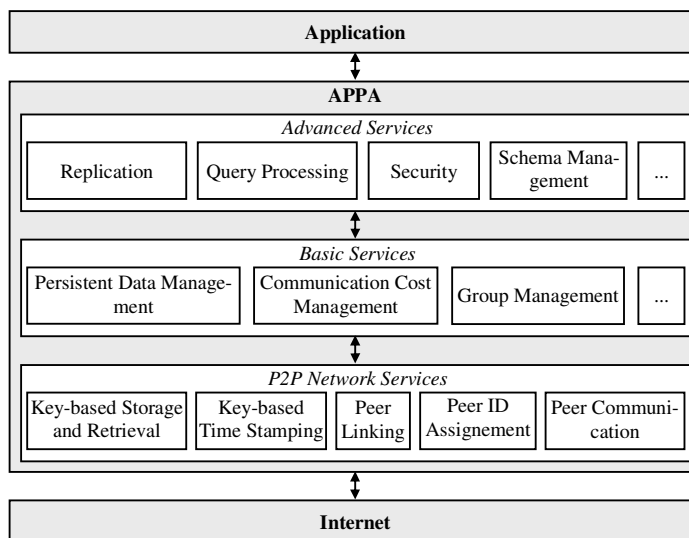 Application
APPA
Advanced Services
Replication
Query Processing
Security
Schema Mana-
gement
...
Basic Services
Persistent Data Manage-
ment
Communication Cost
Management
Group Management
...
P2P Network Services
Key-based Storage
and Retrieval
Key-based
Time Stamping
Peer
Linking
Peer ID
Assignement
Peer Communi-
cation
Internet